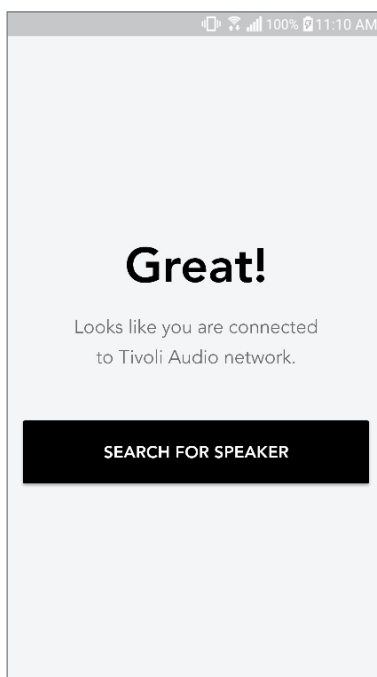 100% 11:10 AM
Great!
Looks like you are connected
to Tivoli Audio network.
SEARCH FOR SPEAKER